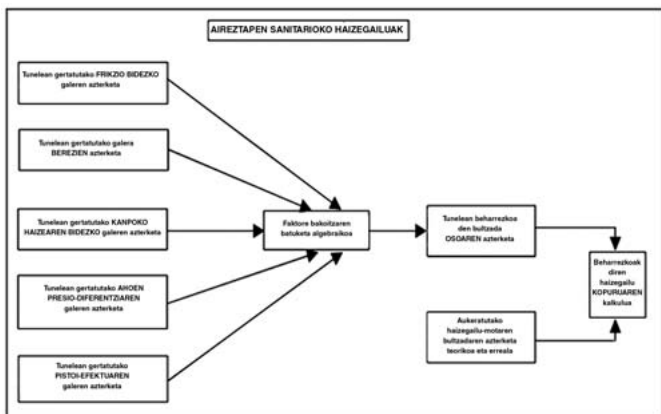 AIREZTAPEN SANITARIOKO HAIZEGAILUAK
Tunelean gertatutako FRIKZIO BIDEZKO
galeren azterketa
Tunelean gertatutako galera
BEREZIEN azterketa
Tunelean gertatutako KANPOKO
HAIZEAREN BIDEZKO galeren azterketa
Tunelean gertatutako AHOEN
PRESIO-DIFERENTZIAREN
galeren azterketa
Tunelean gertatutako
PISTOI-EFEKTUAREN
galeren azterketa
Faktore bakoitzaren
batuketa algebraikoa
Tunelean beharrezkoa
den bultzada
OSOAREN azterketa
Aukeratutako
haizegailu-motaren
bultzadaren azterketa
teorikoa eta erreala
Beharrezkoak
diren
haizegailu
KOPURUAREN
kalkulua